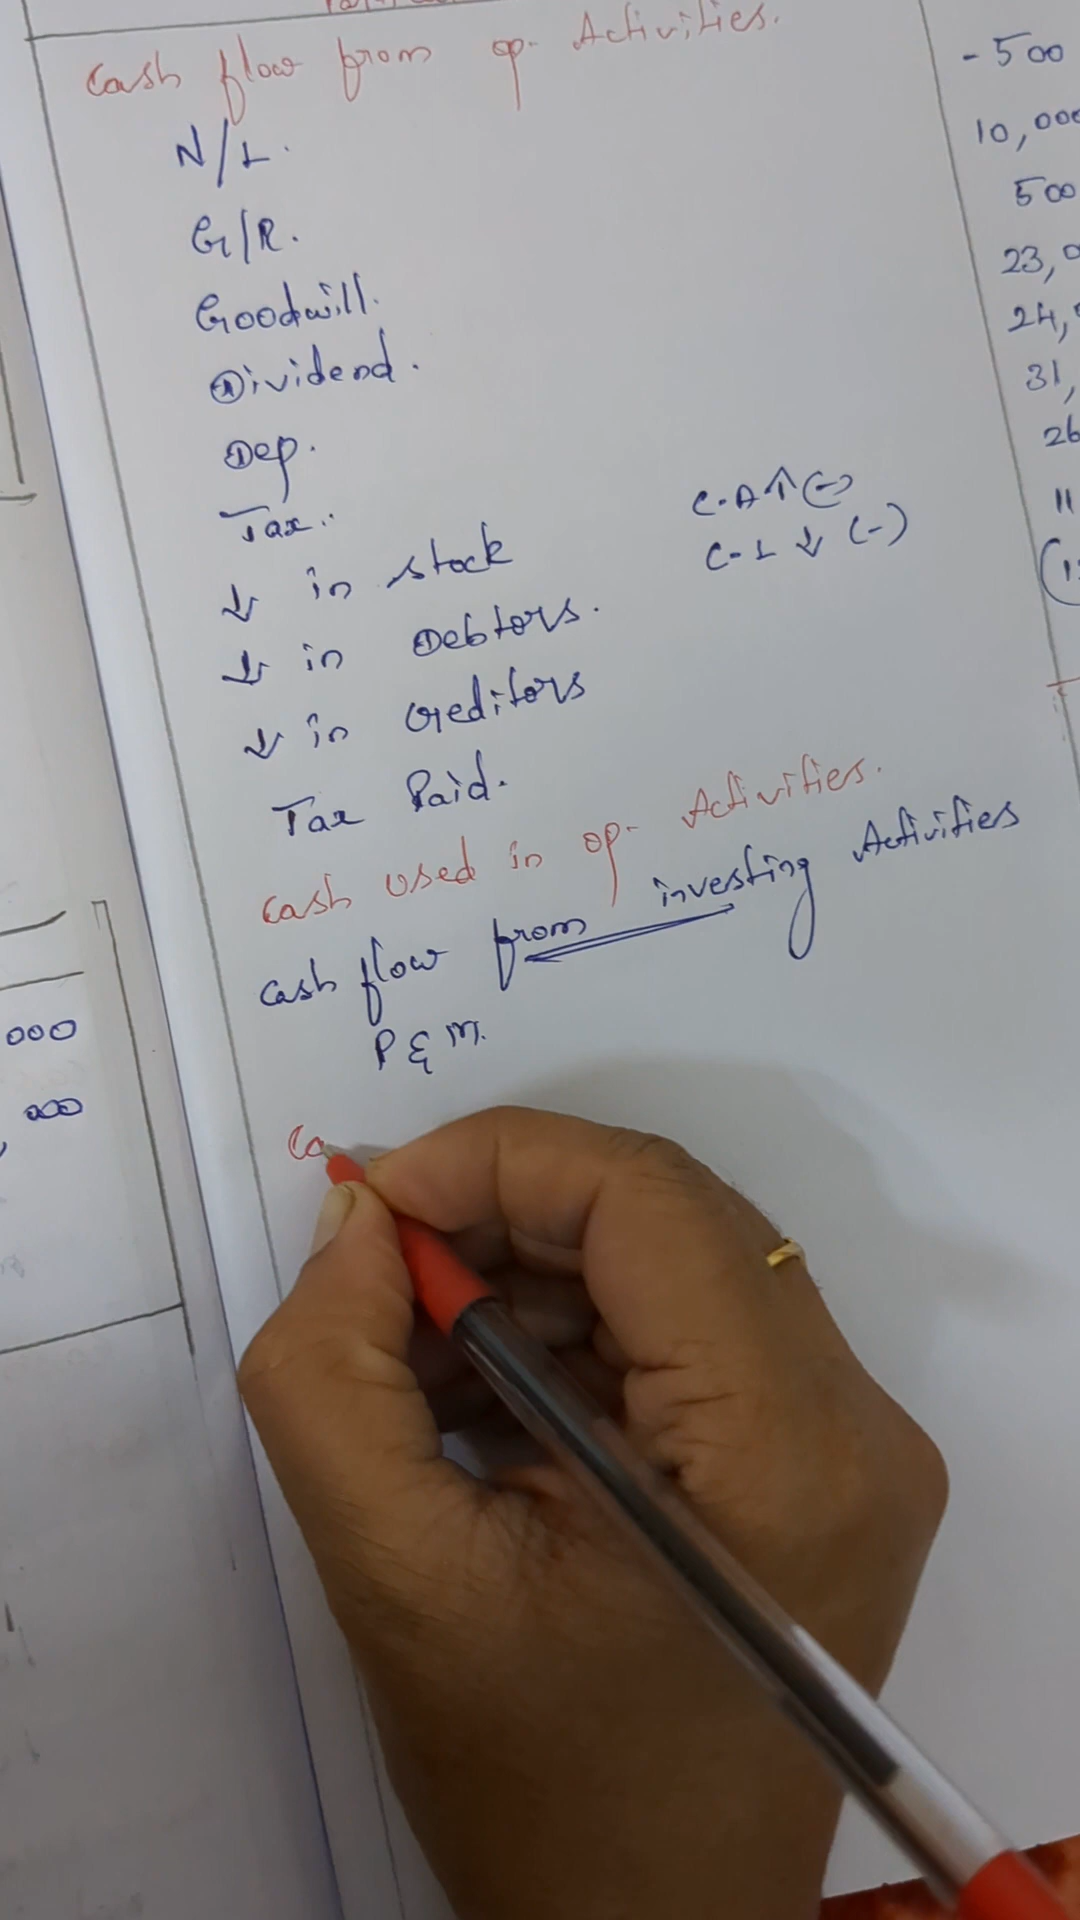 Cash flow from op. Activities.
N/L.
G/R.
Goodwill.
Dividend.
Dep.
Tax.
↓ in stock
↓ in Debtors.
↓ in Creditors
Tax Paid.
Cash used in op. Activities.
Cash flow from investing Activities
P & M.
Ca
C.A ↑ (-)
C.L ↓ (-)
-500
10,000
500
23,0
24,
31,
26
11
000
,000